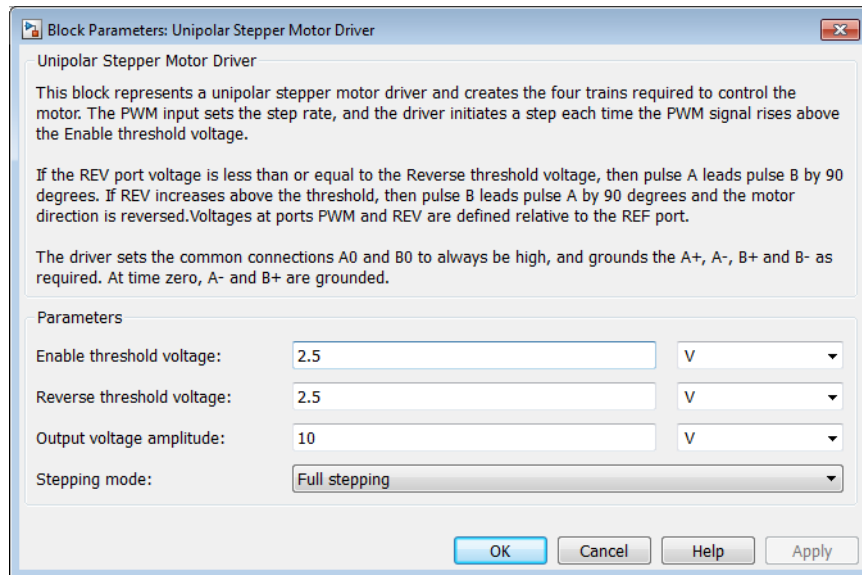 Block Parameters: Unipolar Stepper Motor Driver
Unipolar Stepper Motor Driver
This block represents a unipolar stepper motor driver and creates the four trains required to control the
motor. The PWM input sets the step rate, and the driver initiates a step each time the PWM signal rises above
the Enable threshold voltage.
If the REV port voltage is less than or equal to the Reverse threshold voltage, then pulse A leads pulse B by 90
degrees. If REV increases above the threshold, then pulse B leads pulse A by 90 degrees and the motor
direction is reversed.Voltages at ports PWM and REV are defined relative to the REF port.
The driver sets the common connections A0 and B0 to always be high, and grounds the A+, A-, B+ and B- as
required. At time zero, A- and B+ are grounded.
Parameters
Enable threshold voltage: 2.5 V
Reverse threshold voltage: 2.5 V
Output voltage amplitude: 10 V
Stepping mode: Full stepping
OK Cancel Help Apply